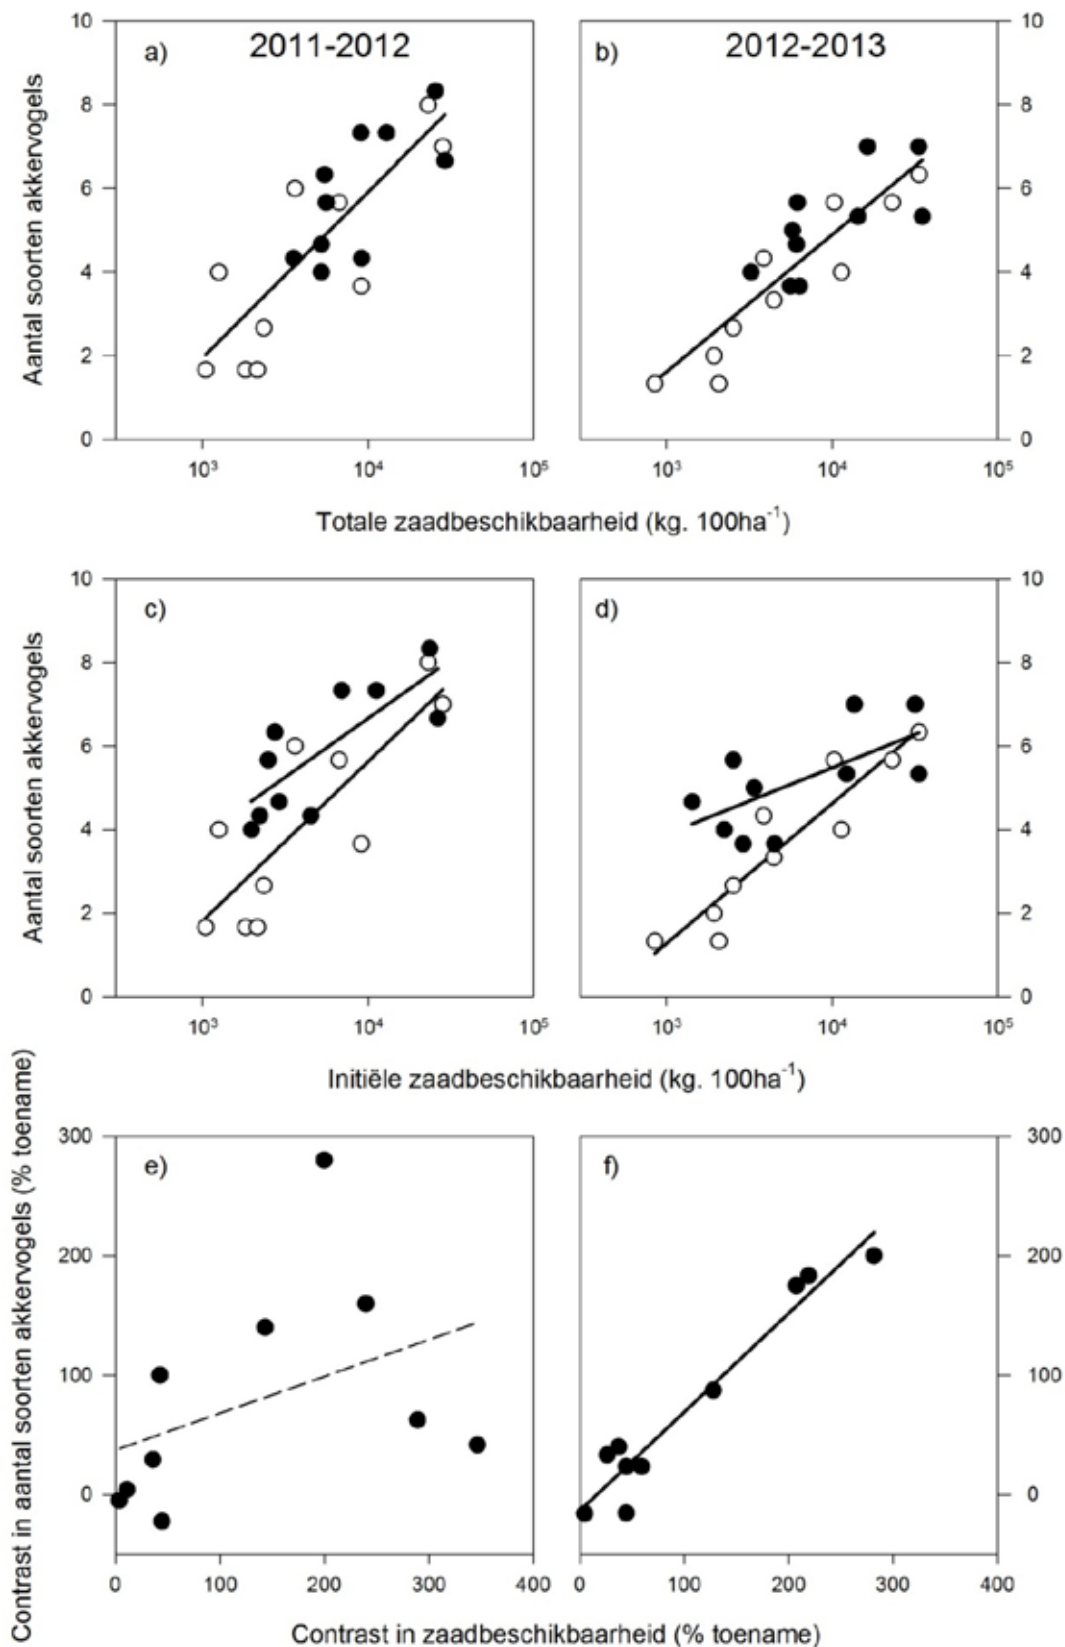 a) 2011-2012
b) 2012-2013
Aantal soorten akkervogels
10
8
6
4
2
0
10
8
6
4
2
0
10³ 10⁴ 10⁵
10³ 10⁴ 10⁵
Totale zaadbeschikbaarheid (kg. 100ha⁻¹)
c)
d)
Aantal soorten akkervogels
10
8
6
4
2
0
10
8
6
4
2
0
10³ 10⁴ 10⁵
10³ 10⁴ 10⁵
Initiële zaadbeschikbaarheid (kg. 100ha⁻¹)
e)
f)
Contrast in aantal soorten akkervogels (% toename)
300
200
100
0
300
200
100
0
0 100 200 300 400
0 100 200 300 400
Contrast in zaadbeschikbaarheid (% toename)